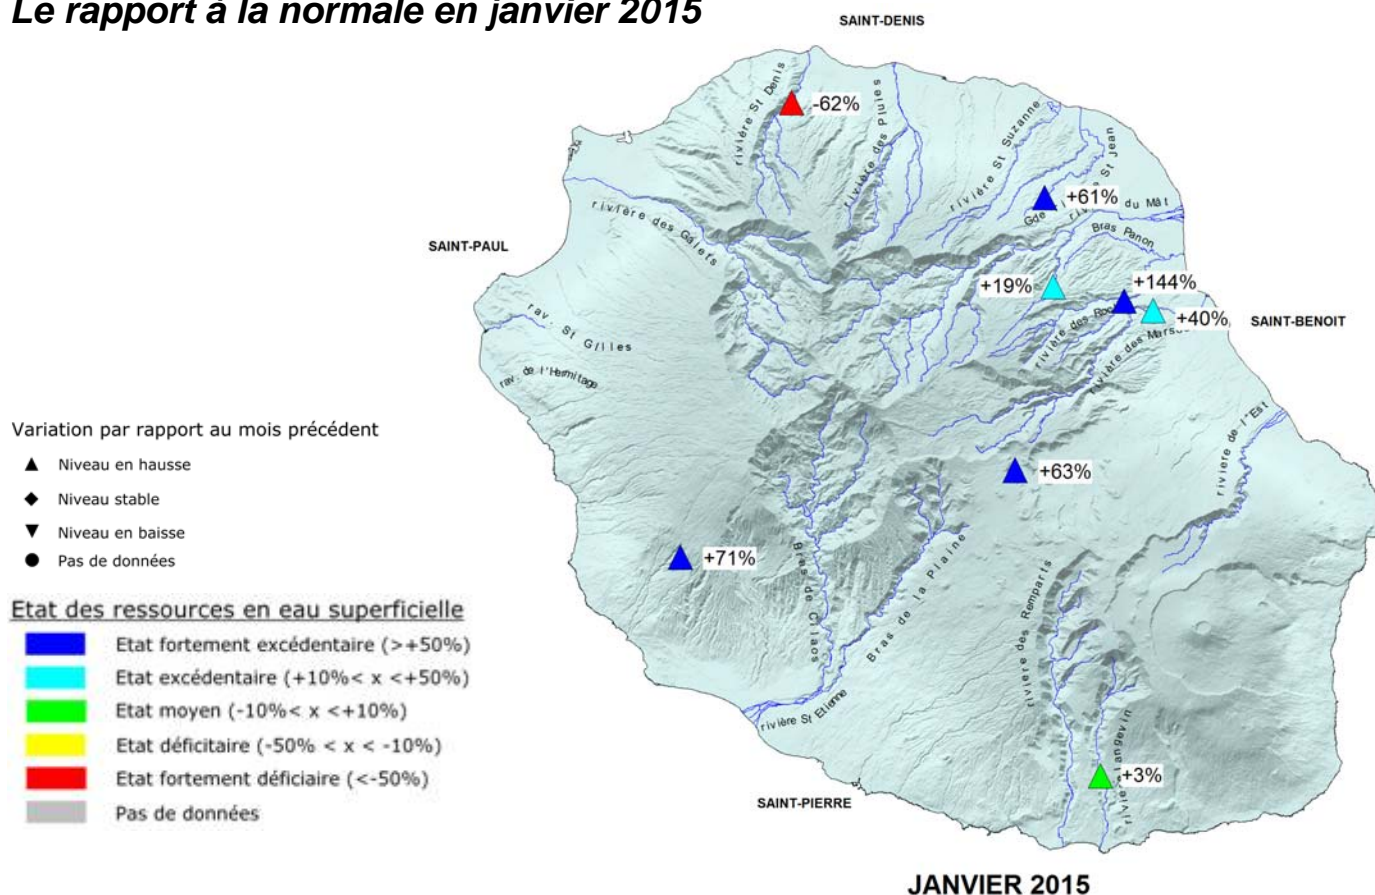 Le rapport à la normale en janvier 2015
SAINT-DENIS
rivière St Denis
-62%
rivière des Pluies
rivière St Suzanne
St Jean
+61%
du Mât
rivière des Galets
SAINT-PAUL
Bras Panon
+19%
+144%
+40%
SAINT-BENOIT
rivière des Roc
rivière des Mars
rav. St Gilles
rav. de l'Hermitage
rivière de l'Est
Variation par rapport au mois précédent
Niveau en hausse
Niveau stable
Niveau en baisse
Pas de données
+63%
+71%
Bras de Cilaos
Bras de la Plaine
rivière des Remparts
Etat des ressources en eau superficielle
Etat fortement excédentaire (>+50%)
Etat excédentaire (+10%< x <+50%)
Etat moyen (-10%< x <+10%)
Etat déficitaire (-50% < x < -10%)
Etat fortement déficiaire (<-50%)
Pas de données
rivière St Etienne
+3%
langevin
SAINT-PIERRE
JANVIER 2015